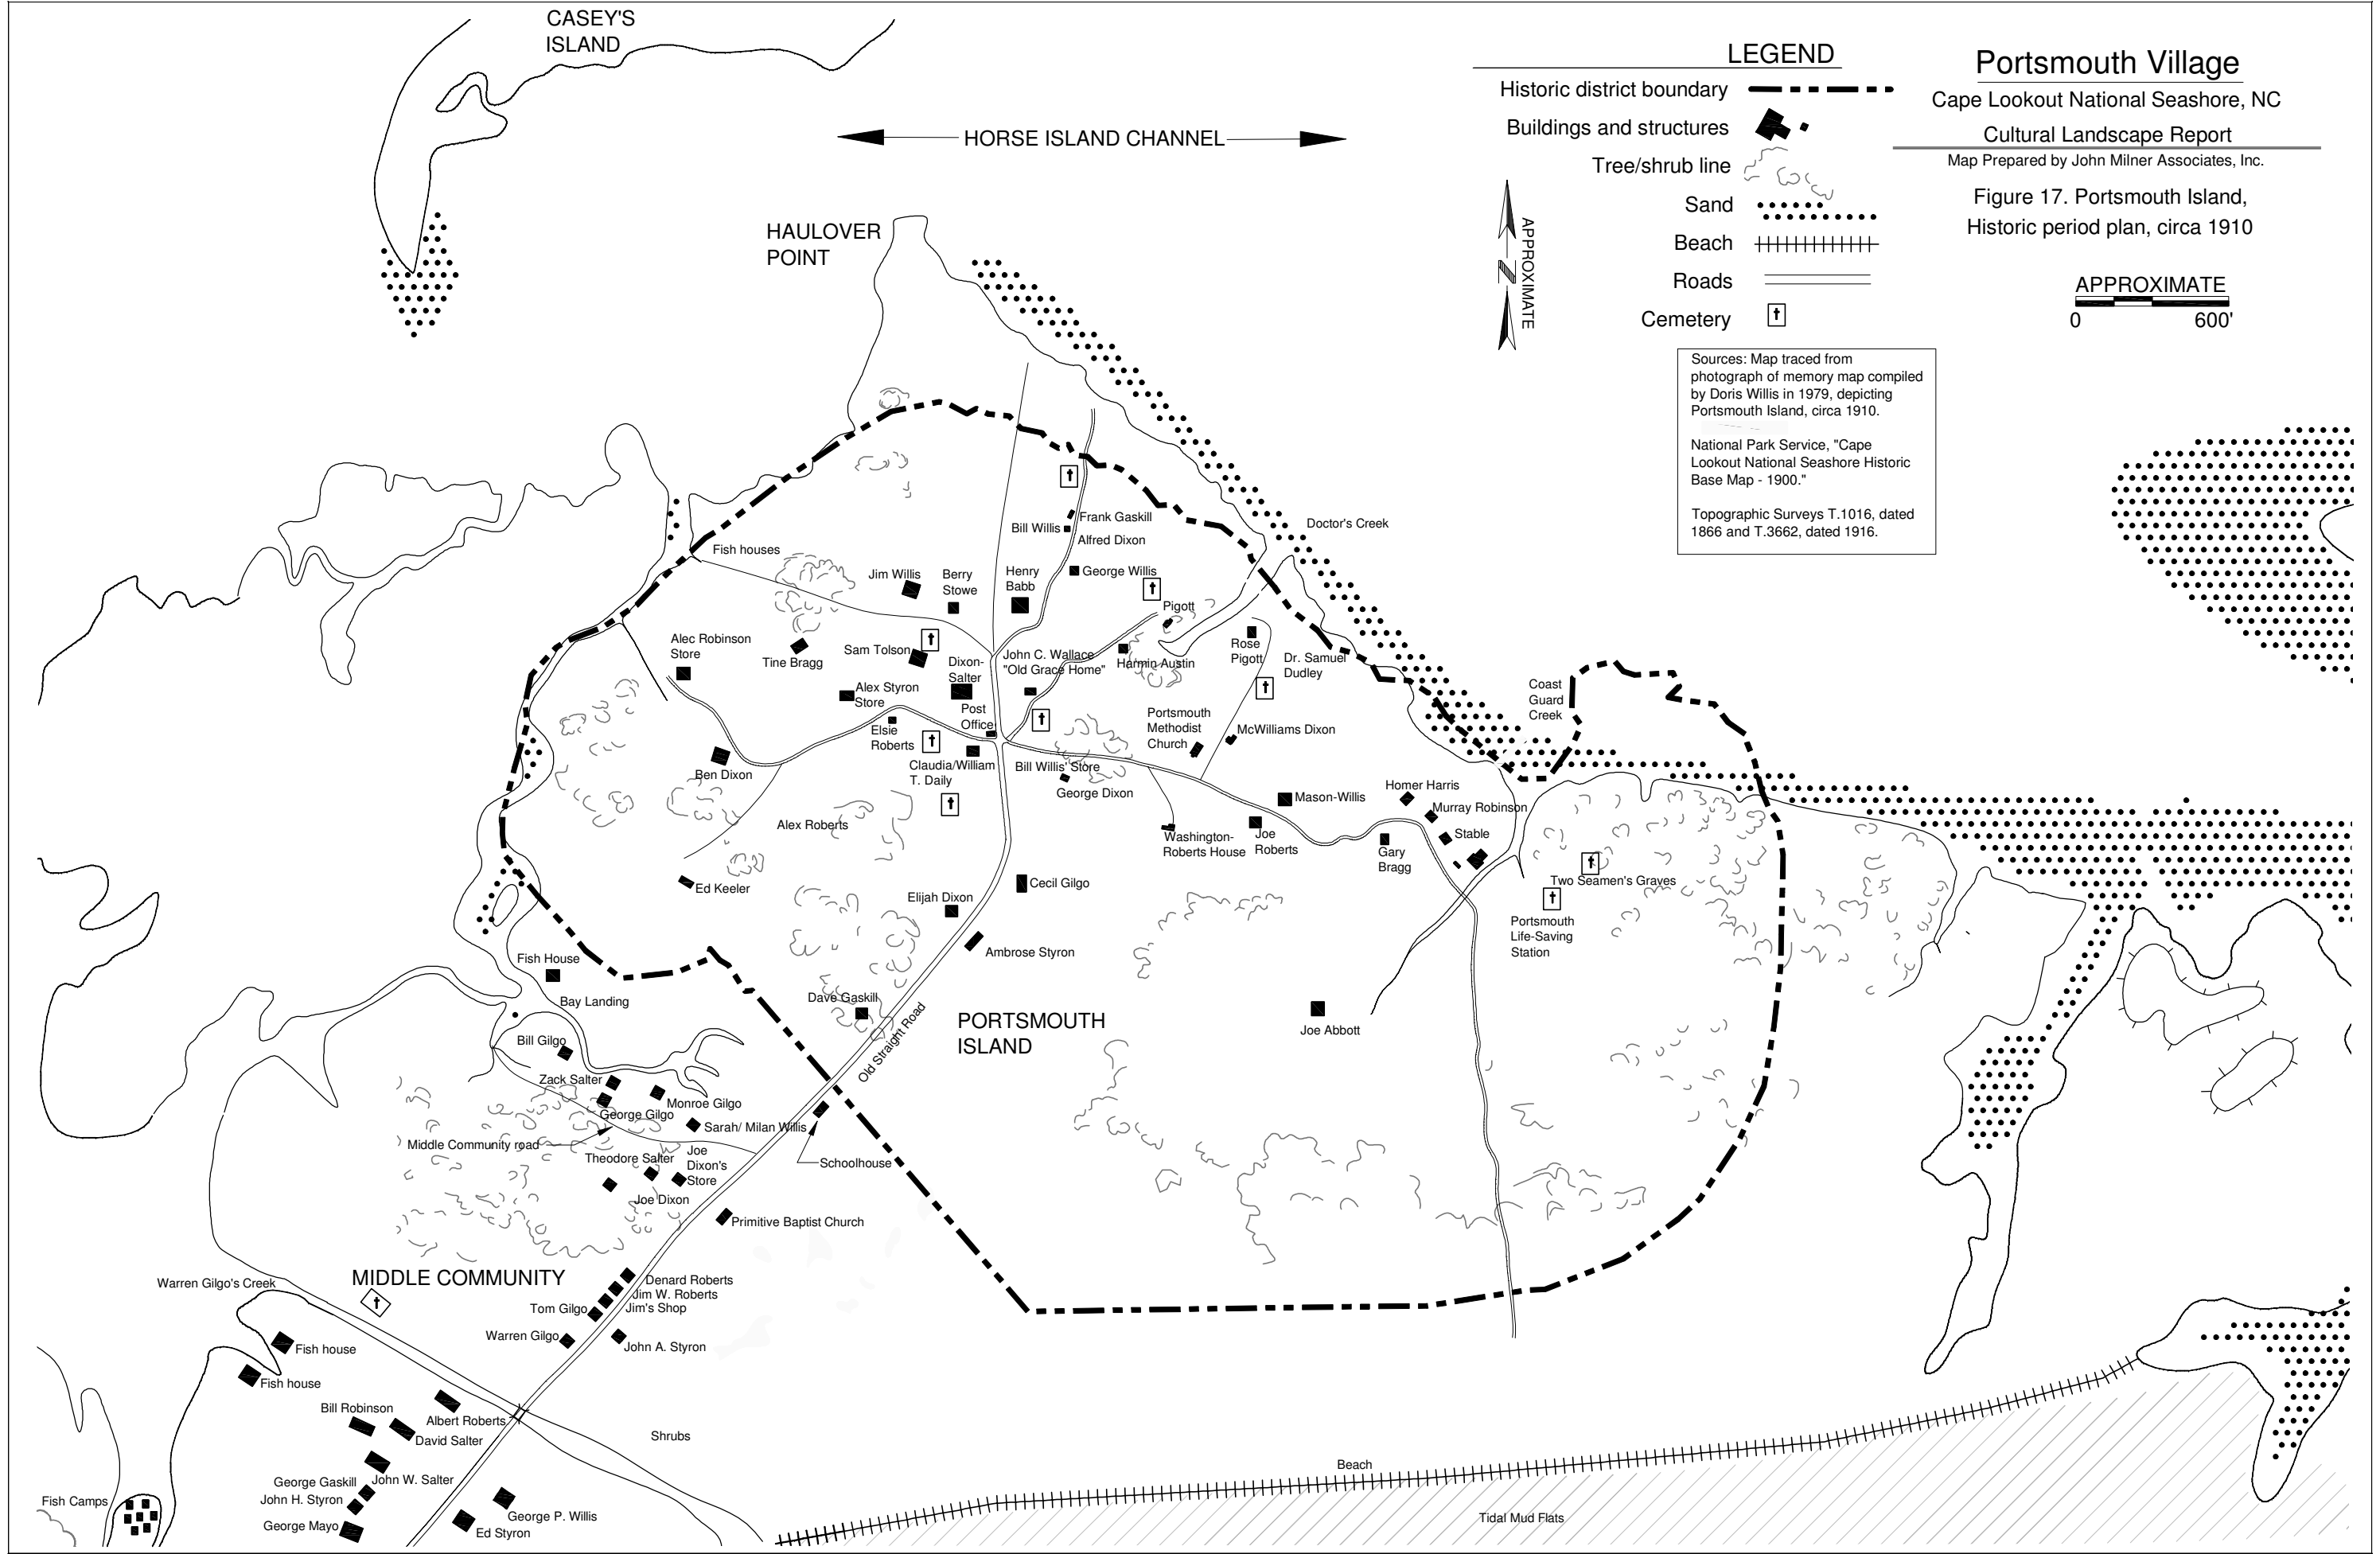 CASEY'S
ISLAND
HORSE ISLAND CHANNEL
HAULOVER
POINT
LEGEND
Historic district boundary
Buildings and structures
Tree/shrub line
Sand
Beach
Roads
Cemetery
APPROXIMATE
N
Portsmouth Village
Cape Lookout National Seashore, NC
Cultural Landscape Report
Map Prepared by John Milner Associates, Inc.
Figure 17. Portsmouth Island,
Historic period plan, circa 1910
APPROXIMATE
0 600'
Sources: Map traced from
photograph of memory map compiled
by Doris Willis in 1979, depicting
Portsmouth Island, circa 1910.
National Park Service, "Cape
Lookout National Seashore Historic
Base Map - 1900."
Topographic Surveys T.1016, dated
1866 and T.3662, dated 1916.
Doctor's Creek
Frank Gaskill
Bill Willis
Alfred Dixon
Fish houses
Jim Willis
Berry
Stowe
Henry
Babb
George Willis
Pigott
Alec Robinson
Store
Tine Bragg
Sam Tolson
Dixon-
Salter
John C. Wallace
"Old Grace Home"
Harmin Austin
Rose
Pigott
Dr. Samuel
Dudley
Alex Styron
Store
Post
Office
Elsie
Roberts
Portsmouth
Methodist
Church
McWilliams Dixon
Coast
Guard
Creek
Ben Dixon
Claudia/William
T. Daily
Bill Willis' Store
George Dixon
Mason-Willis
Homer Harris
Murray Robinson
Stable
Alex Roberts
Washington-
Roberts House
Joe
Roberts
Gary
Bragg
Ed Keeler
Cecil Gilgo
Elijah Dixon
Two Seamen's Graves
Portsmouth
Life-Saving
Station
Ambrose Styron
Fish House
Bay Landing
Dave Gaskill
Old Straight Road
PORTSMOUTH
ISLAND
Joe Abbott
Bill Gilgo
Zack Salter
Monroe Gilgo
George Gilgo
Sarah/ Milan Willis
Middle Community road
Theodore Salter
Joe
Dixon's
Store
Schoolhouse
Joe Dixon
Primitive Baptist Church
MIDDLE COMMUNITY
Warren Gilgo's Creek
Denard Roberts
Jim W. Roberts
Tom Gilgo
Jim's Shop
Warren Gilgo
John A. Styron
Fish house
Fish house
Bill Robinson
Albert Roberts
David Salter
Shrubs
George Gaskill
John W. Salter
John H. Styron
Fish Camps
George Mayo
George P. Willis
Ed Styron
Beach
Tidal Mud Flats